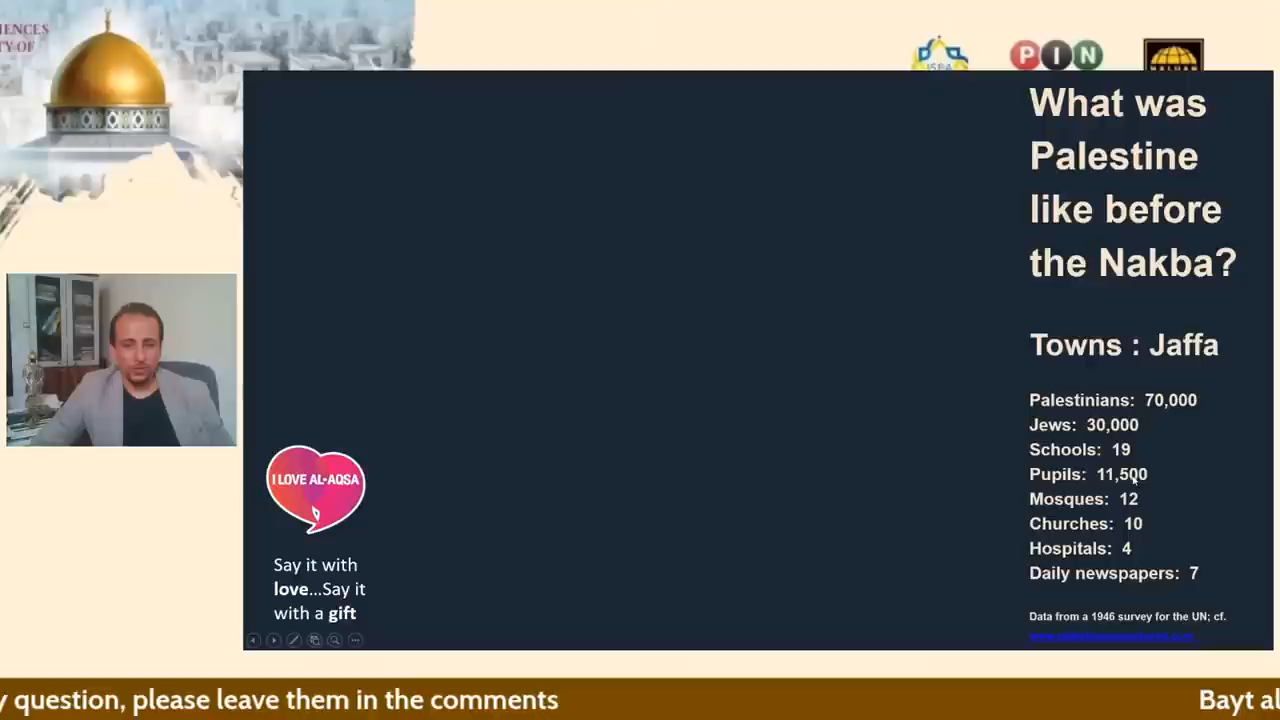 IENCES
TY OF
PIN
What was
Palestine
like before
the Nakba?
Towns : Jaffa
Palestinians: 70,000
Jews: 30,000
Schools: 19
Pupils: 11,500
Mosques: 12
Churches: 10
Hospitals: 4
Daily newspapers: 7
Data from a 1946 survey for the UN; cf.
I LOVE AL-AQSA
Say it with
love...Say it
with a gift
y question, please leave them in the comments
Bayt al